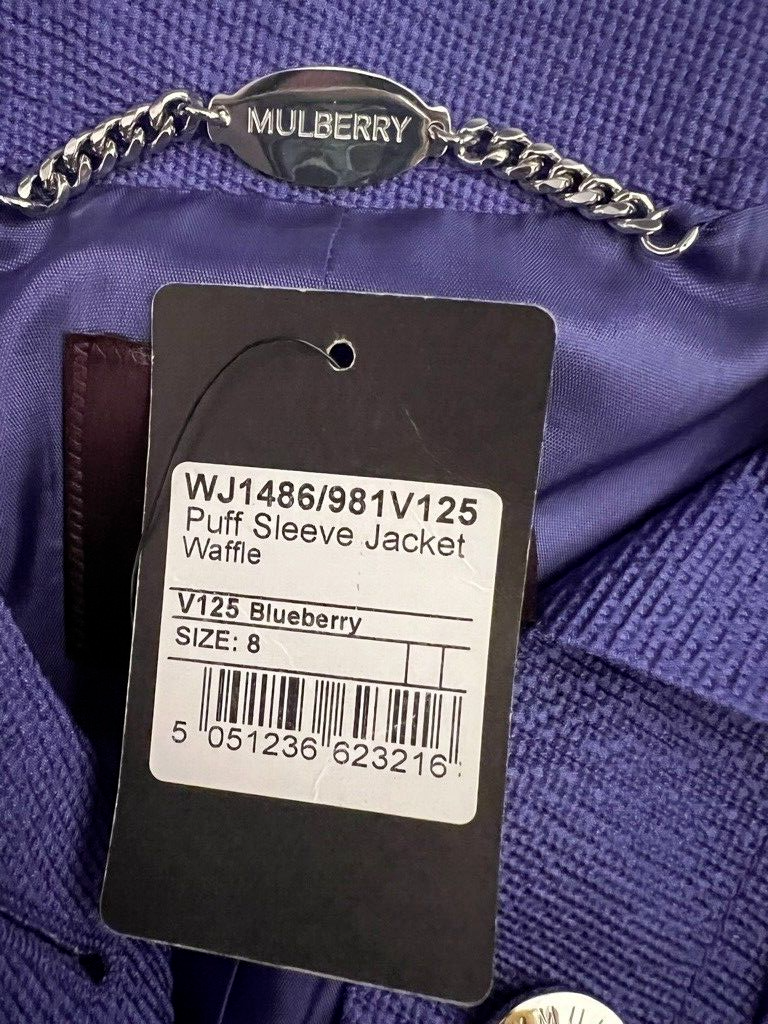 MULBERRY
WJ1486/981V125
Puff Sleeve Jacket
Waffle
V125 Blueberry
SIZE: 8
5 051236 623216